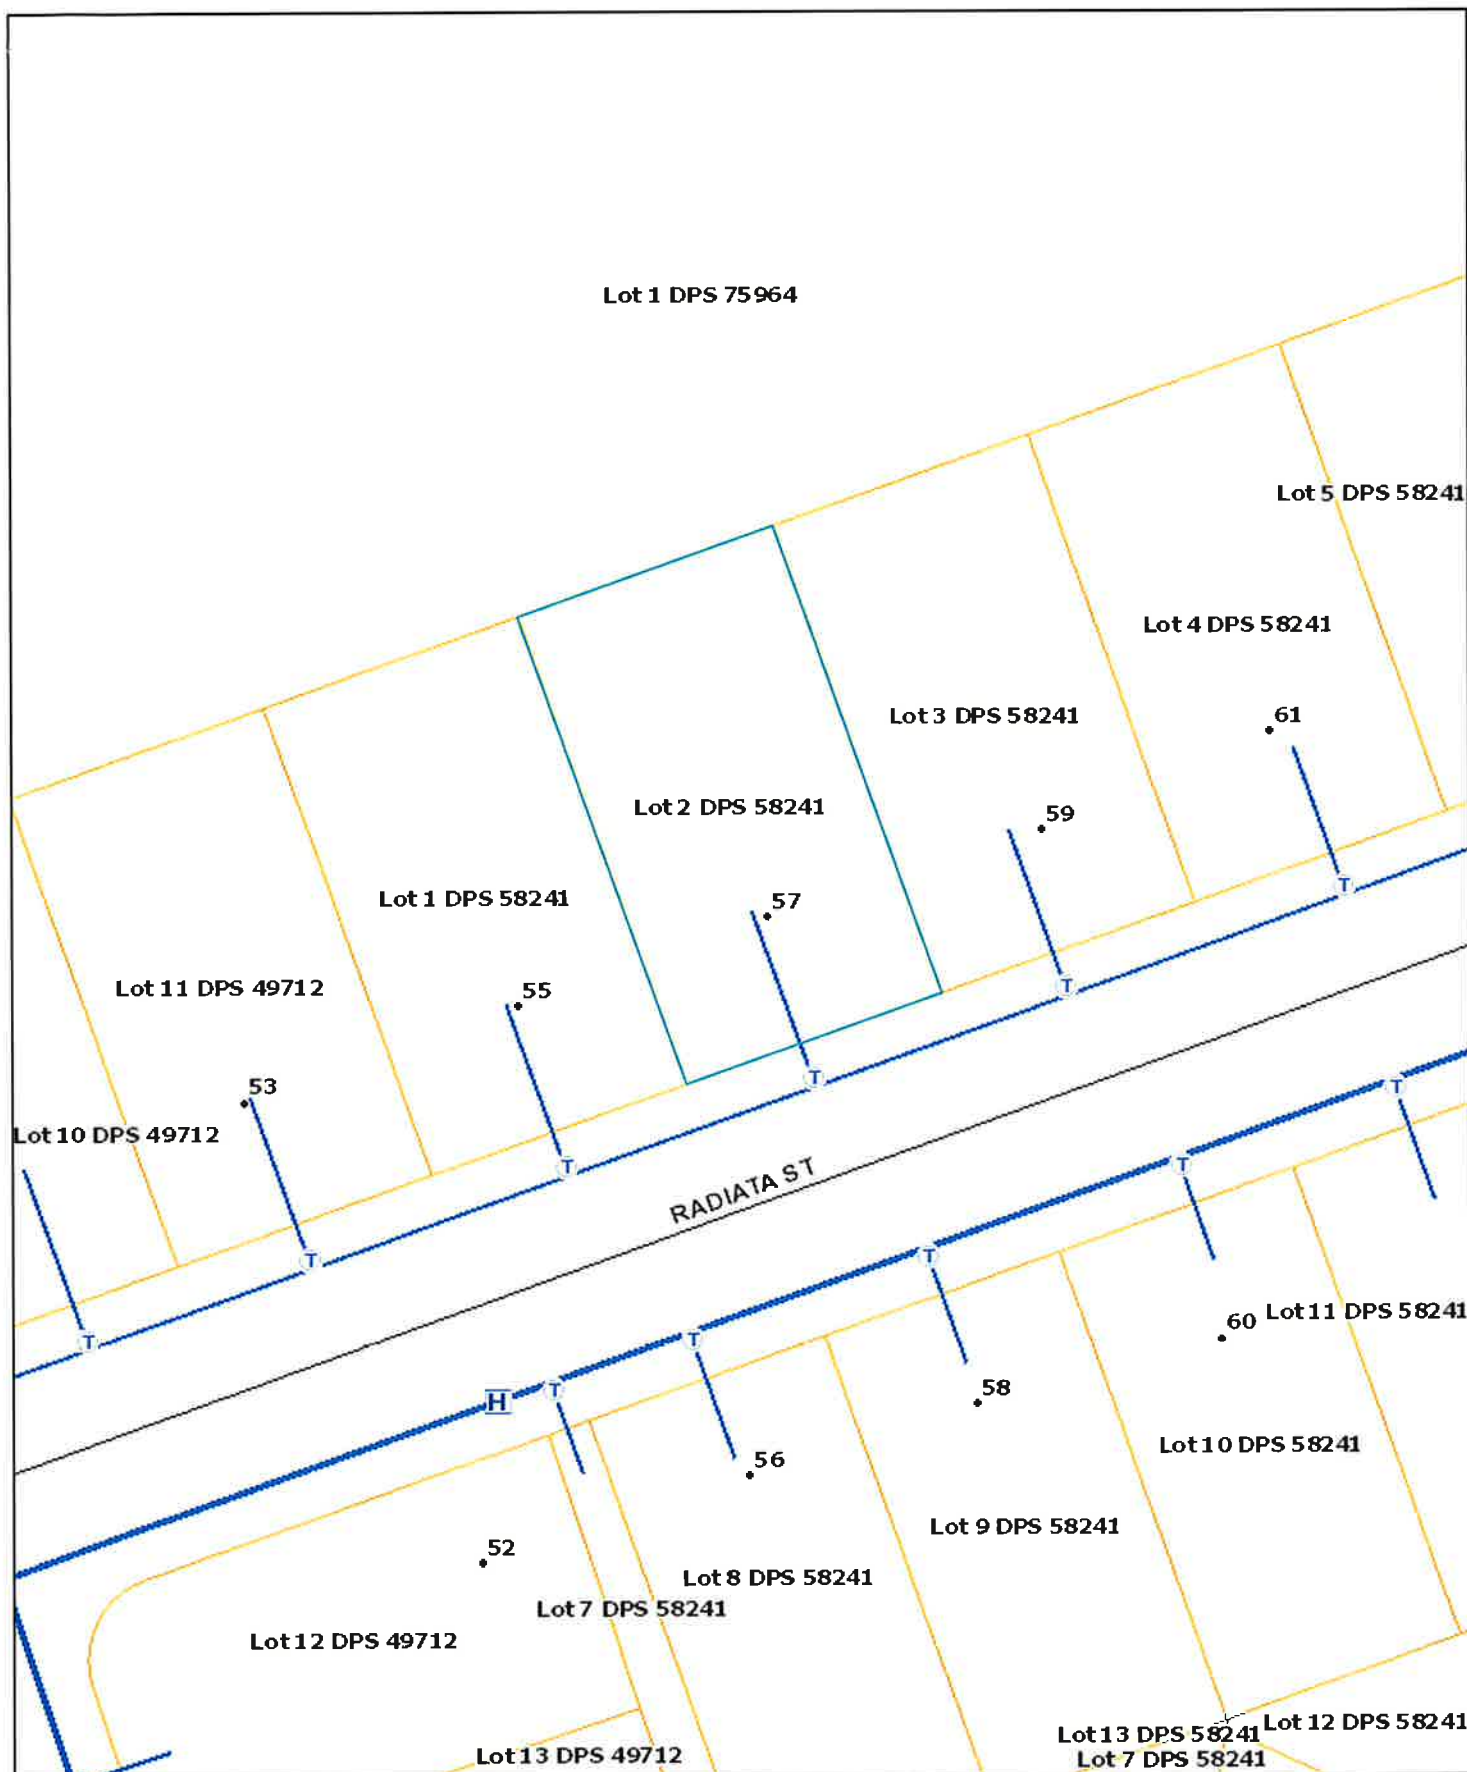 Lot 1 DPS 75964
Lot 5 DPS 58241
Lot 4 DPS 58241
61
Lot 3 DPS 58241
59
Lot 2 DPS 58241
57
Lot 1 DPS 58241
55
Lot 11 DPS 49712
53
Lot 10 DPS 49712
T
T
T
T
T
T
RADIATA ST
T
T
T
T
T
H
60
Lot 11 DPS 58241
58
Lot 10 DPS 58241
56
Lot 9 DPS 58241
52
Lot 8 DPS 58241
Lot 7 DPS 58241
Lot 12 DPS 49712
Lot 12 DPS 58241
Lot 13 DPS 58241
Lot 13 DPS 49712
Lot 7 DPS 58241